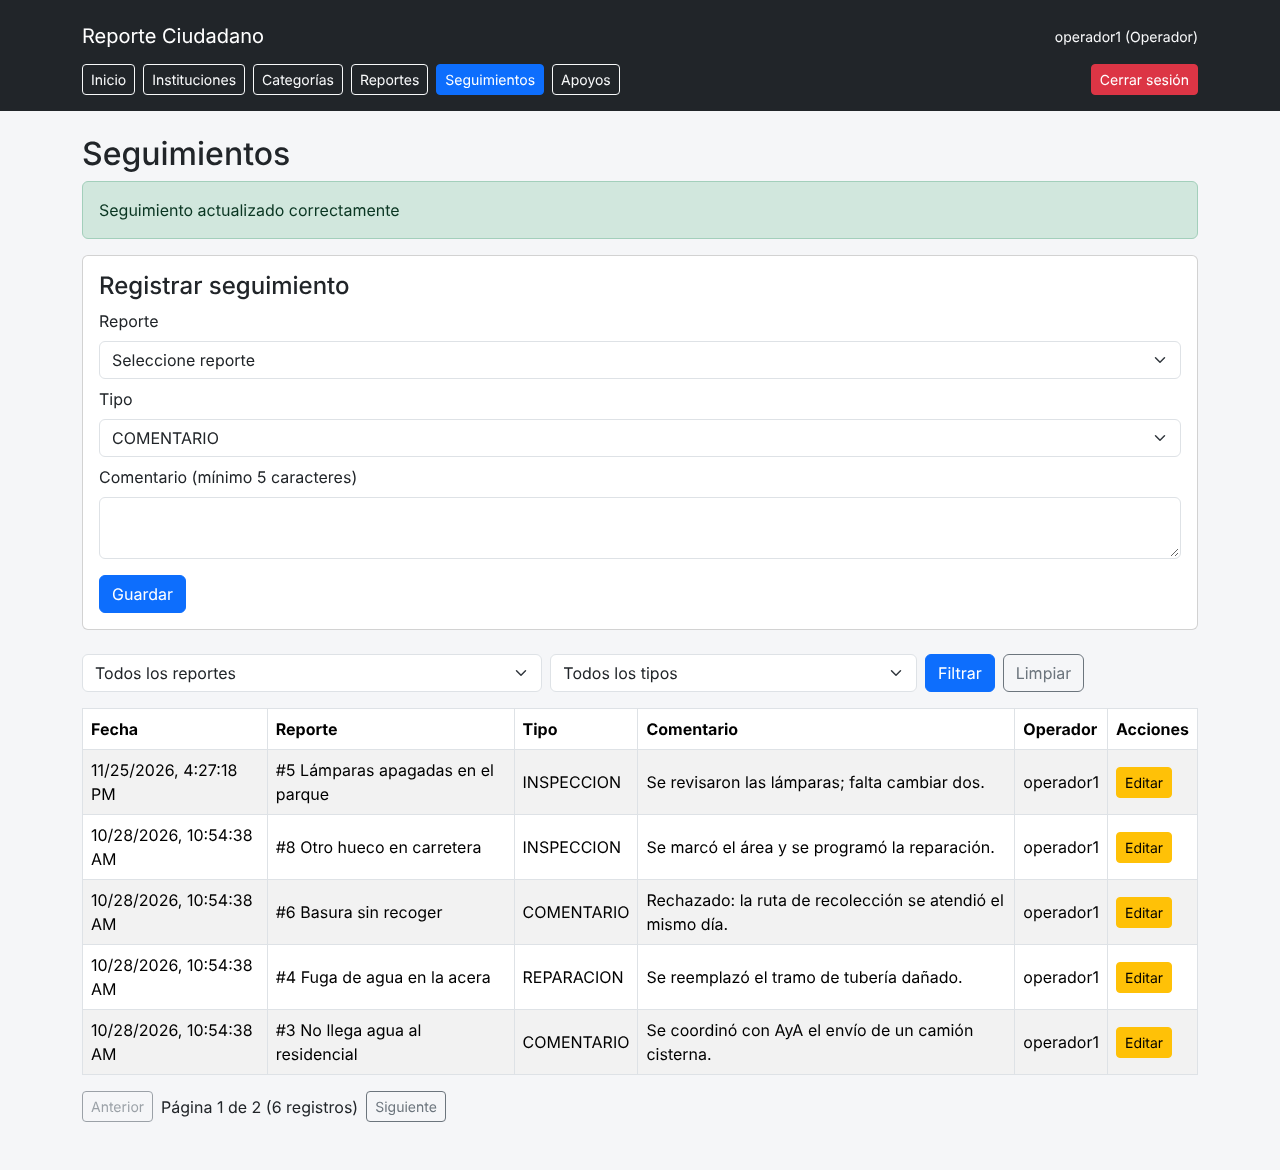 Reporte Ciudadano
operador1 (Operador)
Inicio
Instituciones
Categorías
Reportes
Seguimientos
Apoyos
Cerrar sesión
Seguimientos
Seguimiento actualizado correctamente
Registrar seguimiento
Reporte
Seleccione reporte
Tipo
COMENTARIO
Comentario (mínimo 5 caracteres)
Guardar
Todos los reportes
Todos los tipos
Filtrar
Limpiar
Fecha Reporte Tipo Comentario Operador Acciones
11/25/2026, 4:27:18 PM
#5 Lámparas apagadas en el parque
INSPECCION
Se revisaron las lámparas; falta cambiar dos.
operador1
Editar
10/28/2026, 10:54:38 AM
#8 Otro hueco en carretera
INSPECCION
Se marcó el área y se programó la reparación.
operador1
Editar
10/28/2026, 10:54:38 AM
#6 Basura sin recoger
COMENTARIO
Rechazado: la ruta de recolección se atendió el mismo día.
operador1
Editar
10/28/2026, 10:54:38 AM
#4 Fuga de agua en la acera
REPARACION
Se reemplazó el tramo de tubería dañado.
operador1
Editar
10/28/2026, 10:54:38 AM
#3 No llega agua al residencial
COMENTARIO
Se coordinó con AyA el envío de un camión cisterna.
operador1
Editar
Anterior
Página 1 de 2 (6 registros)
Siguiente